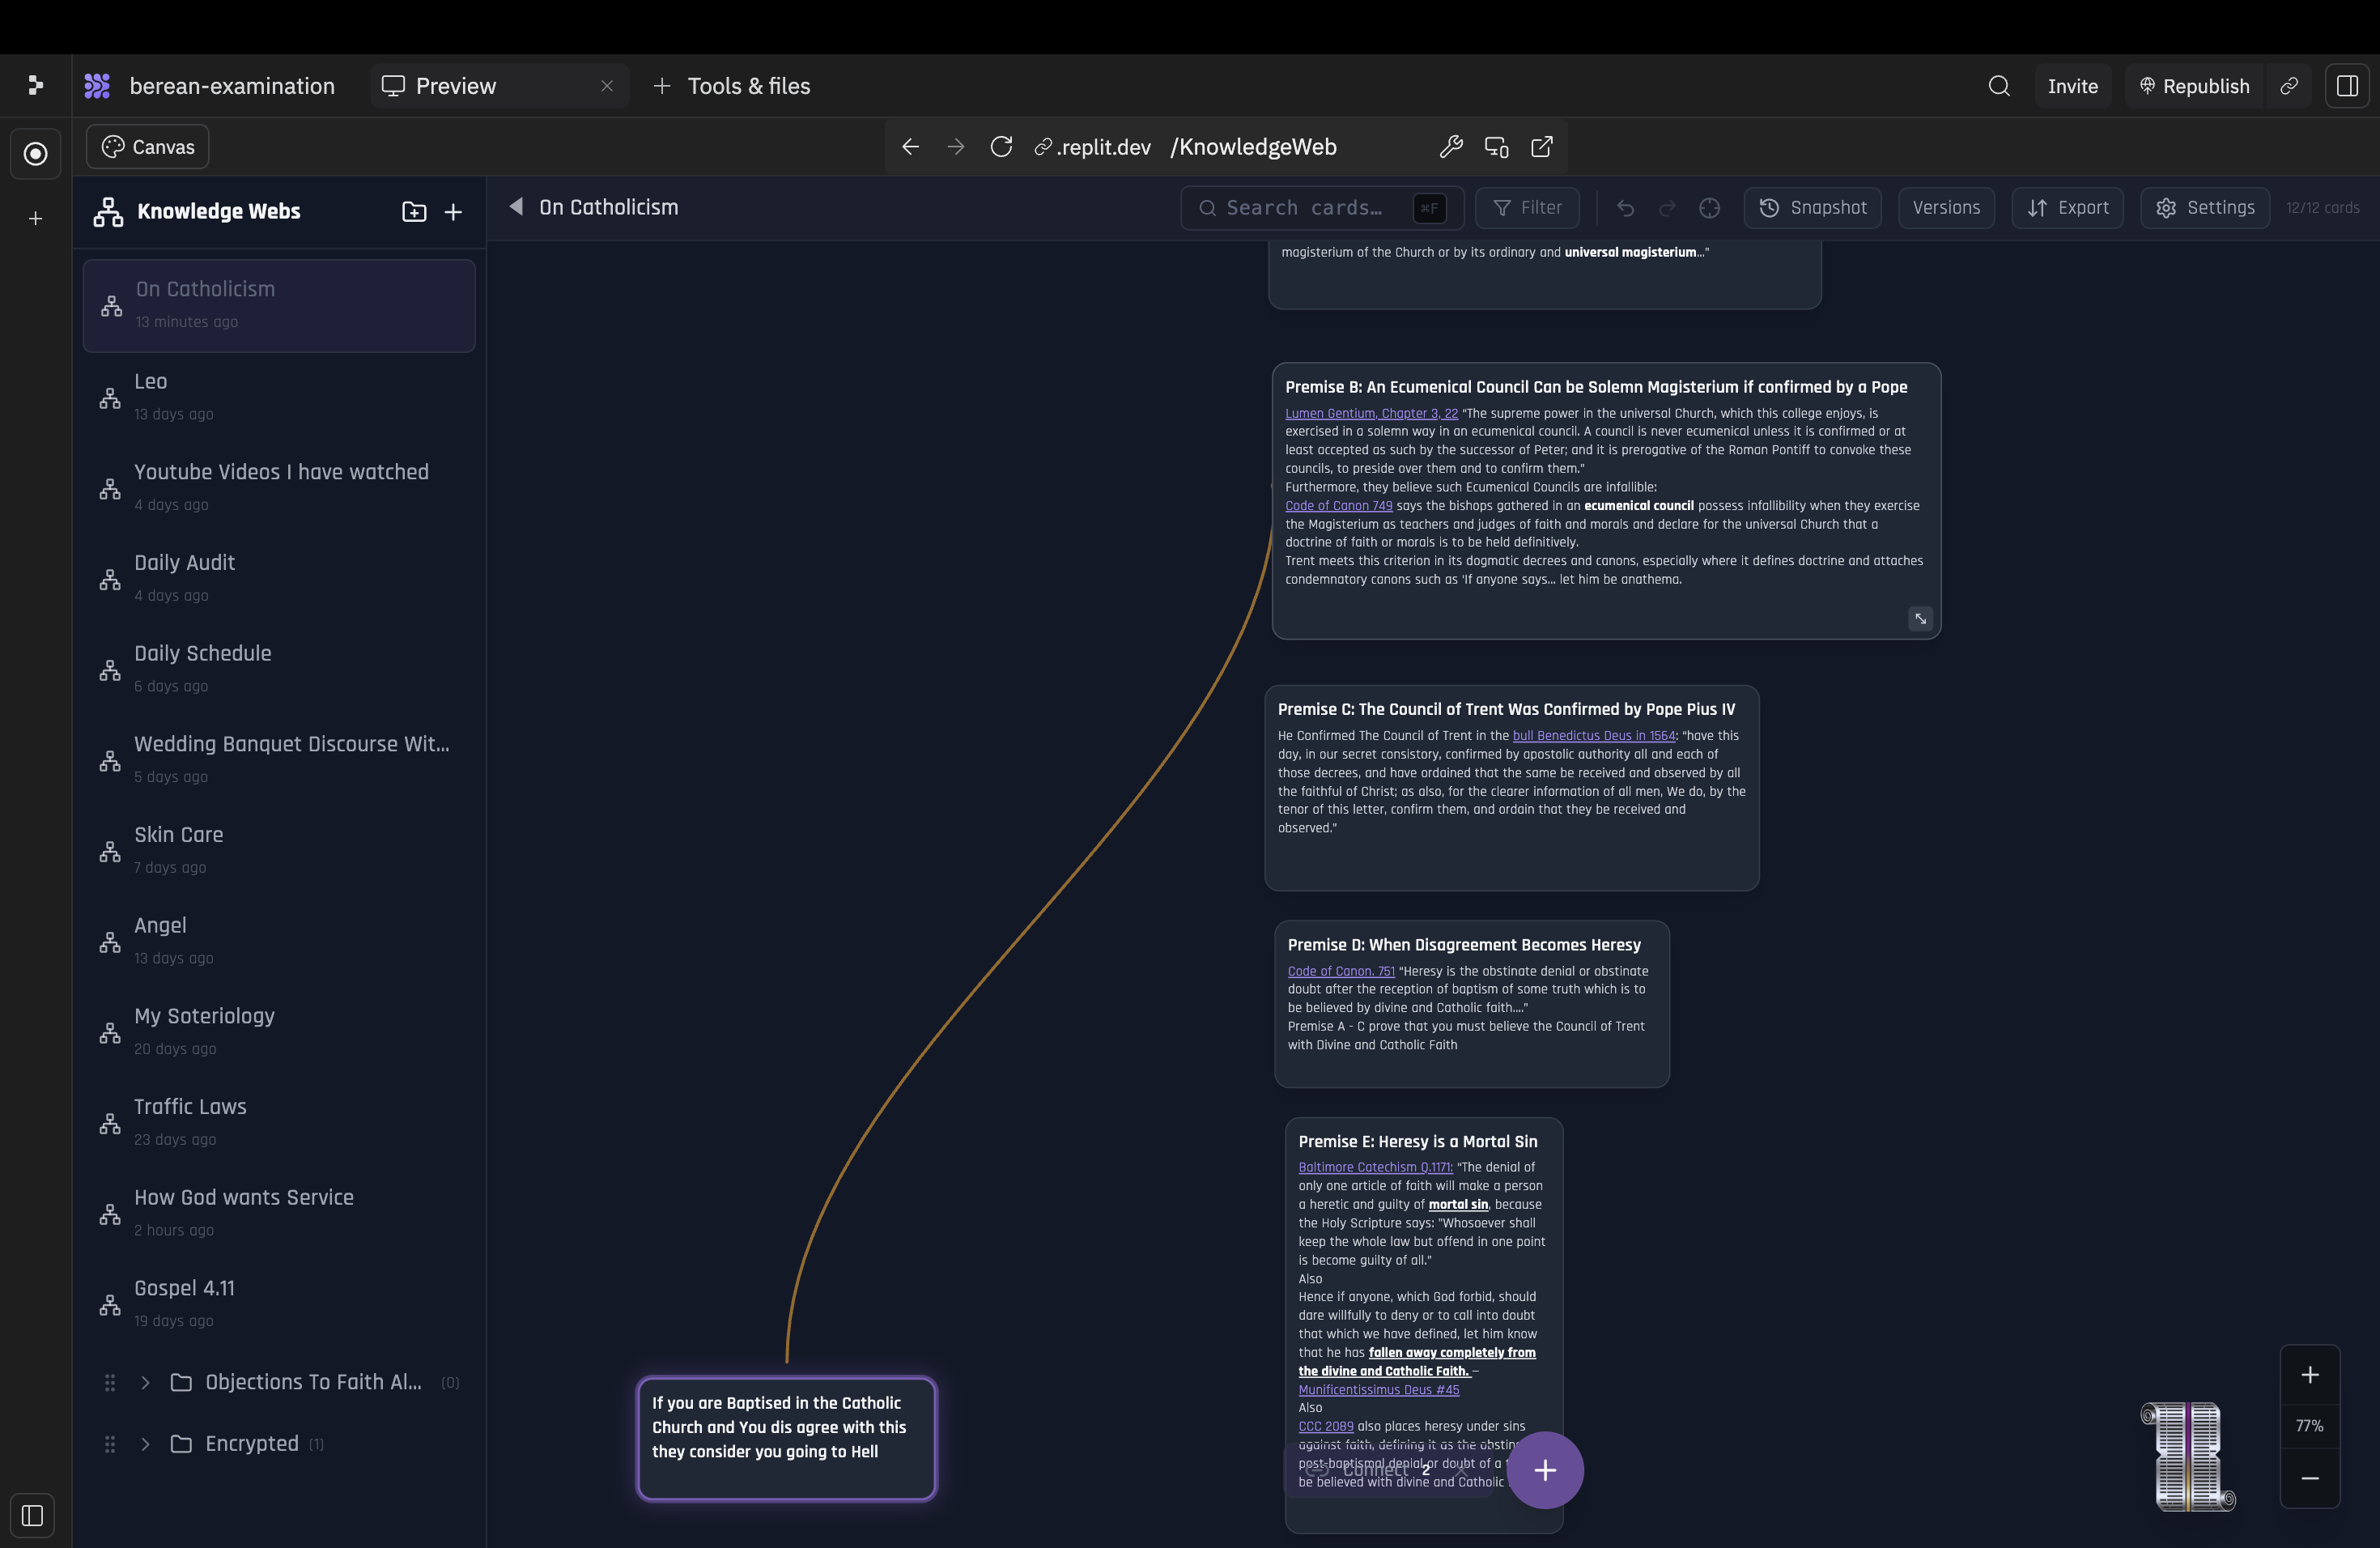 berean-examination
Preview
Tools & files
Invite
Republish
Canvas
.replit.dev /KnowledgeWeb
Knowledge Webs
On Catholicism
Search cards...
⌘F
Filter
Snapshot
Versions
Export
Settings
12/12 cards
On Catholicism
13 minutes ago
Leo
13 days ago
Youtube Videos I have watched
4 days ago
Daily Audit
4 days ago
Daily Schedule
6 days ago
Wedding Banquet Discourse Wit...
5 days ago
Skin Care
7 days ago
Angel
13 days ago
My Soteriology
20 days ago
Traffic Laws
23 days ago
How God wants Service
2 hours ago
Gospel 4.11
19 days ago
Objections To Faith Al... (0)
Encrypted (1)
magisterium of the Church or by its ordinary and universal magisterium..."
Premise B: An Ecumenical Council Can be Solemn Magisterium if confirmed by a Pope
Lumen Gentium, Chapter 3, 22 "The supreme power in the universal Church, which this college enjoys, is
exercised in a solemn way in an ecumenical council. A council is never ecumenical unless it is confirmed or at
least accepted as such by the successor of Peter; and it is prerogative of the Roman Pontiff to convoke these
councils, to preside over them and to confirm them."
Furthermore, they believe such Ecumenical Councils are infallible:
Code of Canon 749 says the bishops gathered in an ecumenical council possess infallibility when they exercise
the Magisterium as teachers and judges of faith and morals and declare for the universal Church that a
doctrine of faith or morals is to be held definitively.
Trent meets this criterion in its dogmatic decrees and canons, especially where it defines doctrine and attaches
condemnatory canons such as 'If anyone says... let him be anathema.
Premise C: The Council of Trent Was Confirmed by Pope Pius IV
He Confirmed The Council of Trent in the bull Benedictus Deus in 1564: "have this
day, in our secret consistory, confirmed by apostolic authority all and each of
those decrees, and have ordained that the same be received and observed by all
the faithful of Christ; as also, for the clearer information of all men, We do, by the
tenor of this letter, confirm them, and ordain that they be received and
observed."
Premise D: When Disagreement Becomes Heresy
Code of Canon. 751 "Heresy is the obstinate denial or obstinate
doubt after the reception of baptism of some truth which is to
be believed by divine and Catholic faith...."
Premise A - C prove that you must believe the Council of Trent
with Divine and Catholic Faith
Premise E: Heresy is a Mortal Sin
Baltimore Catechism Q.1171: "The denial of
only one article of faith will make a person
a heretic and guilty of mortal sin, because
the Holy Scripture says: "Whosoever shall
keep the whole law but offend in one point
is become guilty of all."
Also
Hence if anyone, which God forbid, should
dare willfully to deny or to call into doubt
that which we have defined, let him know
that he has fallen away completely from
the divine and Catholic Faith. –
Munificentissimus Deus #45
Also
CCC 2089 also places heresy under sins
against faith, defining it as the obstin
post-baptismal denial or doubt of a t
be believed with divine and Catholic
Connect 2
If you are Baptised in the Catholic
Church and You dis agree with this
they consider you going to Hell
77%